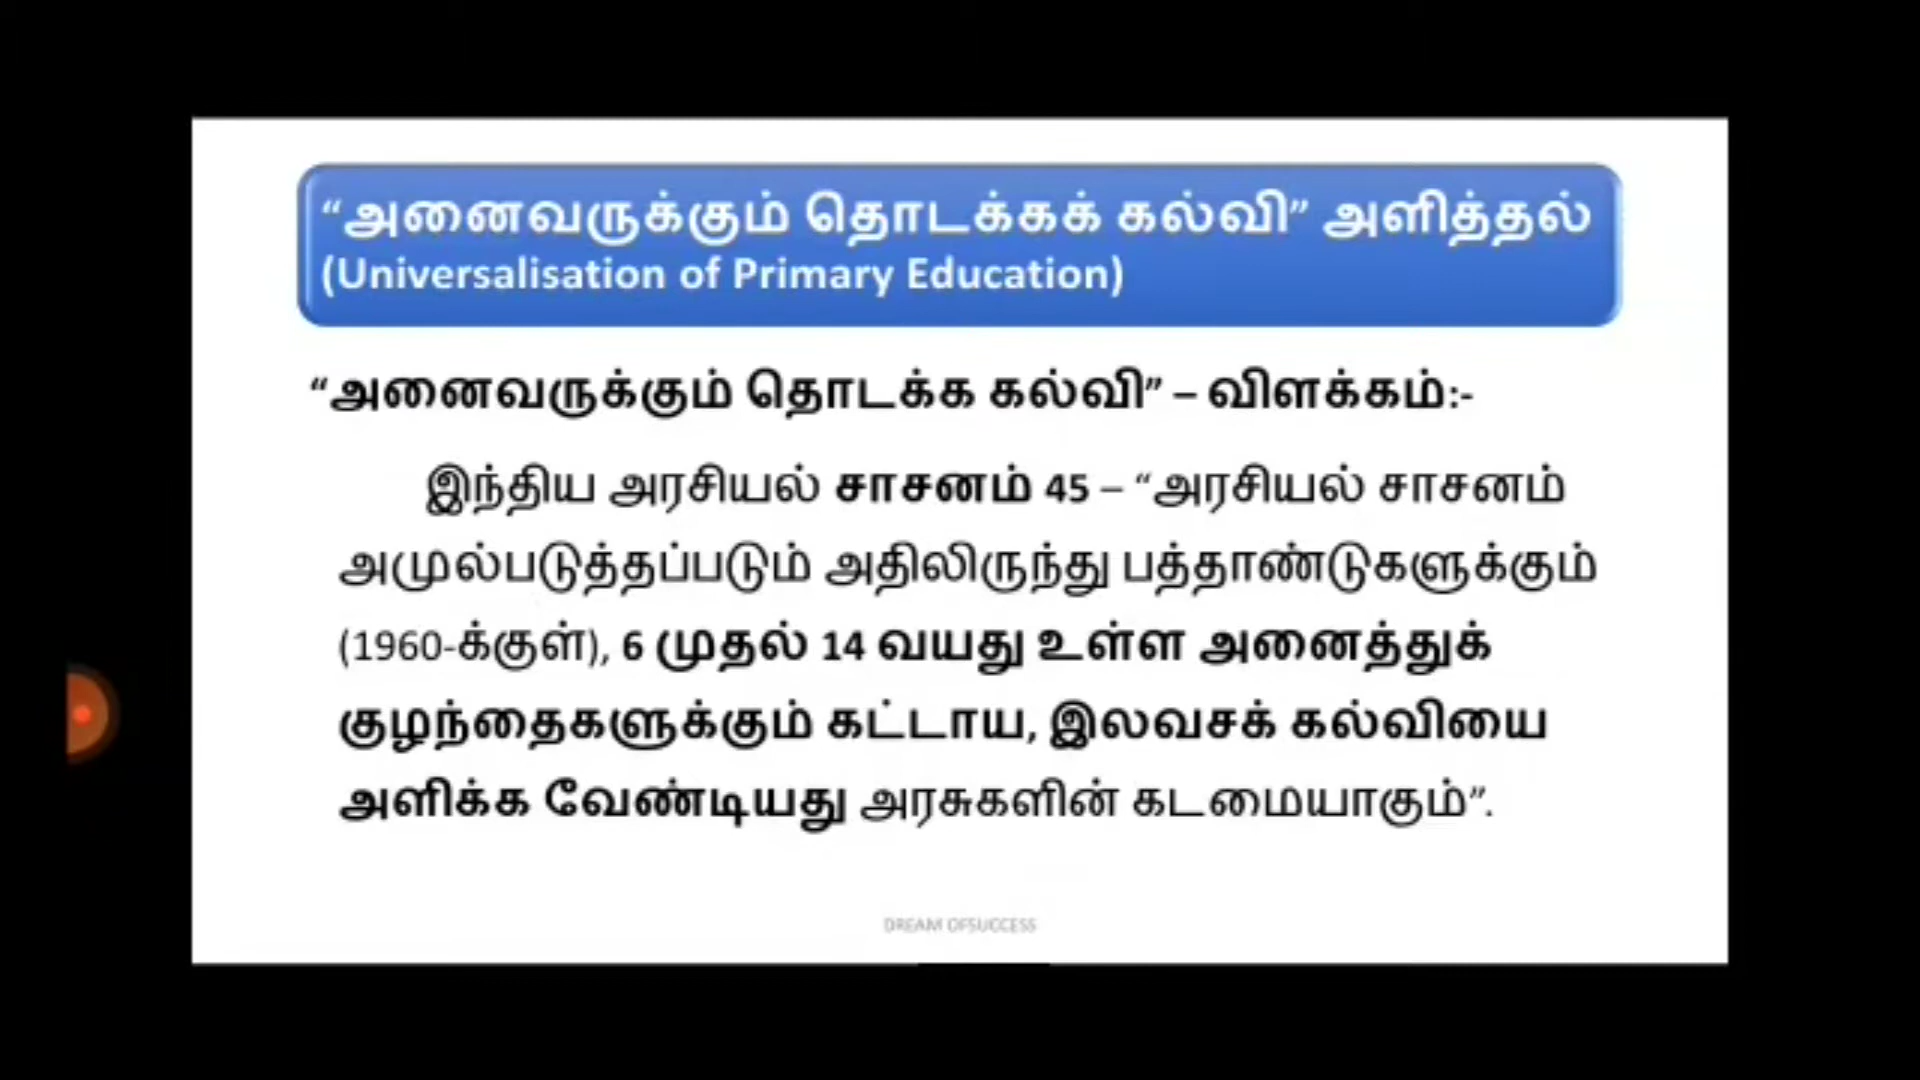 “அனைவருக்கும் தொடக்கக் கல்வி” அளித்தல்
(Universalisation of Primary Education)
“அனைவருக்கும் தொடக்க கல்வி” – விளக்கம்:-
இந்திய அரசியல் சாசனம் 45 – “அரசியல் சாசனம்
அமுல்படுத்தப்படும் அதிலிருந்து பத்தாண்டுகளுக்கும்
(1960-க்குள்), 6 முதல் 14 வயது உள்ள அனைத்துக்
குழந்தைகளுக்கும் கட்டாய, இலவசக் கல்வியை
அளிக்க வேண்டியது அரசுகளின் கடமையாகும்”.
DREAM OFSUCCESS